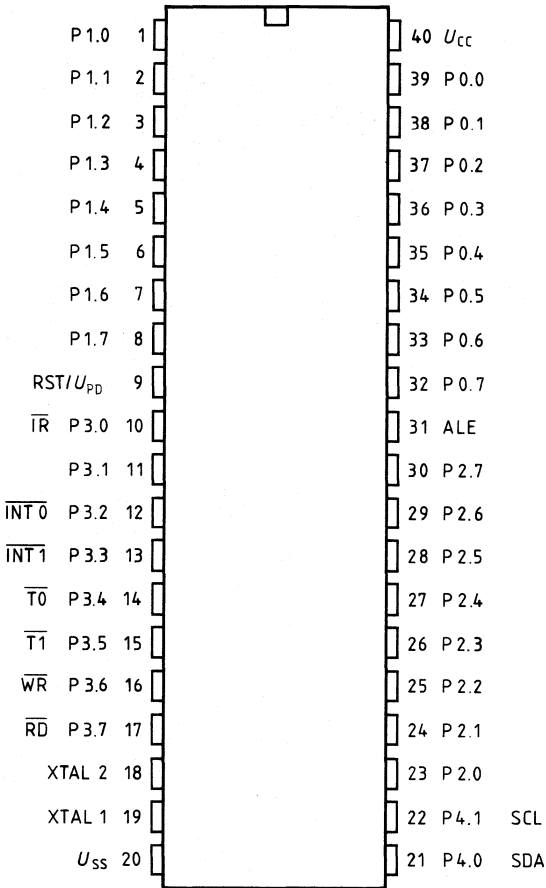 P1.0 1 40 UCC
P1.1 2 39 P0.0
P1.2 3 38 P0.1
P1.3 4 37 P0.2
P1.4 5 36 P0.3
P1.5 6 35 P0.4
P1.6 7 34 P0.5
P1.7 8 33 P0.6
RST/UPD 9 32 P0.7
IR P3.0 10 31 ALE
P3.1 11 30 P2.7
INT0 P3.2 12 29 P2.6
INT1 P3.3 13 28 P2.5
T0 P3.4 14 27 P2.4
T1 P3.5 15 26 P2.3
WR P3.6 16 25 P2.2
RD P3.7 17 24 P2.1
XTAL 2 18 23 P2.0
XTAL 1 19 22 P4.1 SCL
USS 20 21 P4.0 SDA